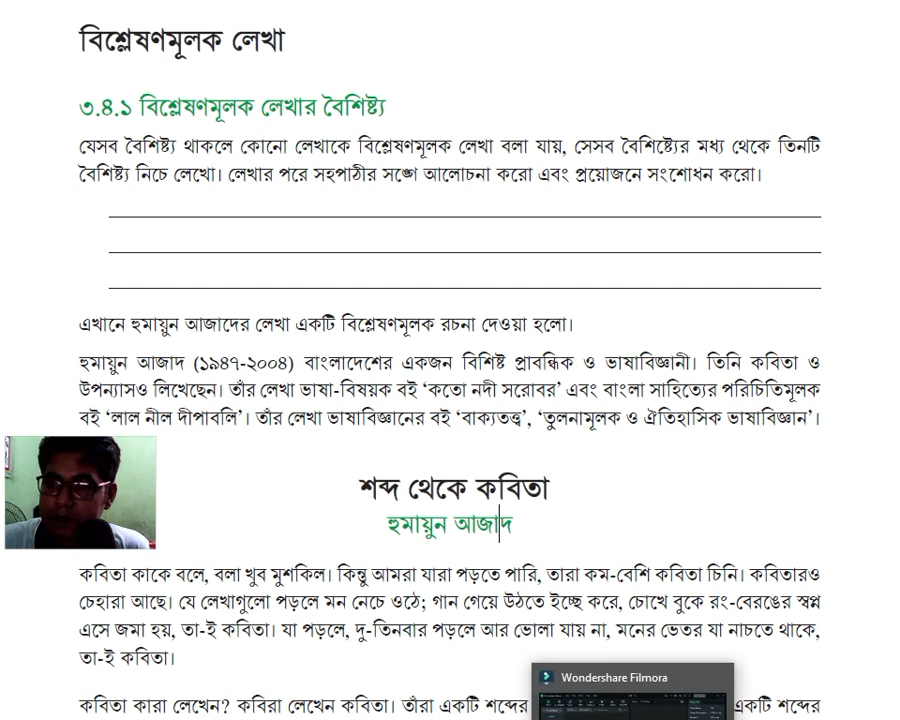 বিশ্লেষণমূলক লেখা
৩.৪.১ বিশ্লেষণমূলক লেখার বৈশিষ্ট্য
যেসব বৈশিষ্ট্য থাকলে কোনো লেখাকে বিশ্লেষণমূলক লেখা বলা যায়, সেসব বৈশিষ্ট্যের মধ্য থেকে তিনটি
বৈশিষ্ট্য নিচে লেখো। লেখার পরে সহপাঠীর সঙ্গে আলোচনা করো এবং প্রয়োজনে সংশোধন করো।
এখানে হুমায়ুন আজাদের লেখা একটি বিশ্লেষণমূলক রচনা দেওয়া হলো।
হুমায়ুন আজাদ (১৯৪৭-২০০৪) বাংলাদেশের একজন বিশিষ্ট প্রাবন্ধিক ও ভাষাবিজ্ঞানী। তিনি কবিতা ও
উপন্যাসও লিখেছেন। তাঁর লেখা ভাষা-বিষয়ক বই ‘কতো নদী সরোবর’ এবং বাংলা সাহিত্যের পরিচিতিমূলক
বই ‘লাল নীল দীপাবলি’। তাঁর লেখা ভাষাবিজ্ঞানের বই ‘বাক্যতত্ত্ব’, ‘তুলনামূলক ও ঐতিহাসিক ভাষাবিজ্ঞান’।
শব্দ থেকে কবিতা
হুমায়ুন আজাদ
কবিতা কাকে বলে, বলা খুব মুশকিল। কিন্তু আমরা যারা পড়তে পারি, তারা কম-বেশি কবিতা চিনি। কবিতারও
চেহারা আছে। যে লেখাগুলো পড়লে মন নেচে ওঠে; গান গেয়ে উঠতে ইচ্ছে করে, চোখে বুকে রং-বেরঙের স্বপ্ন
এসে জমা হয়, তা-ই কবিতা। যা পড়লে, দু-তিনবার পড়লে আর ভোলা যায় না, মনের ভেতর যা নাচতে থাকে,
তা-ই কবিতা।
Wondershare Filmora
কবিতা কারা লেখেন? কবিরা লেখেন কবিতা। তাঁরা একটি শব্দের একটি শব্দের